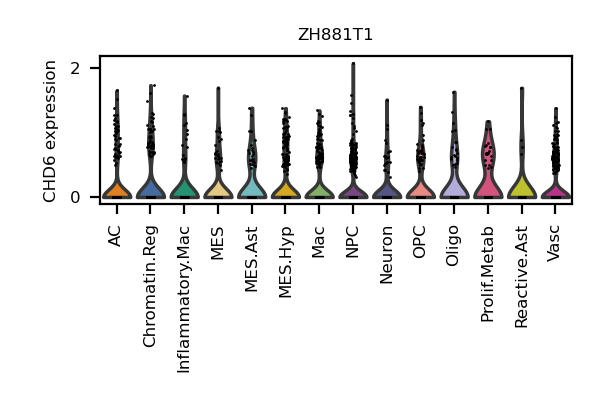 ZH881T1
CHD6 expression
2
0
AC
Chromatin.Reg
Inflammatory.Mac
MES
MES.Ast
MES.Hyp
Mac
NPC
Neuron
OPC
Oligo
Prolif.Metab
Reactive.Ast
Vasc